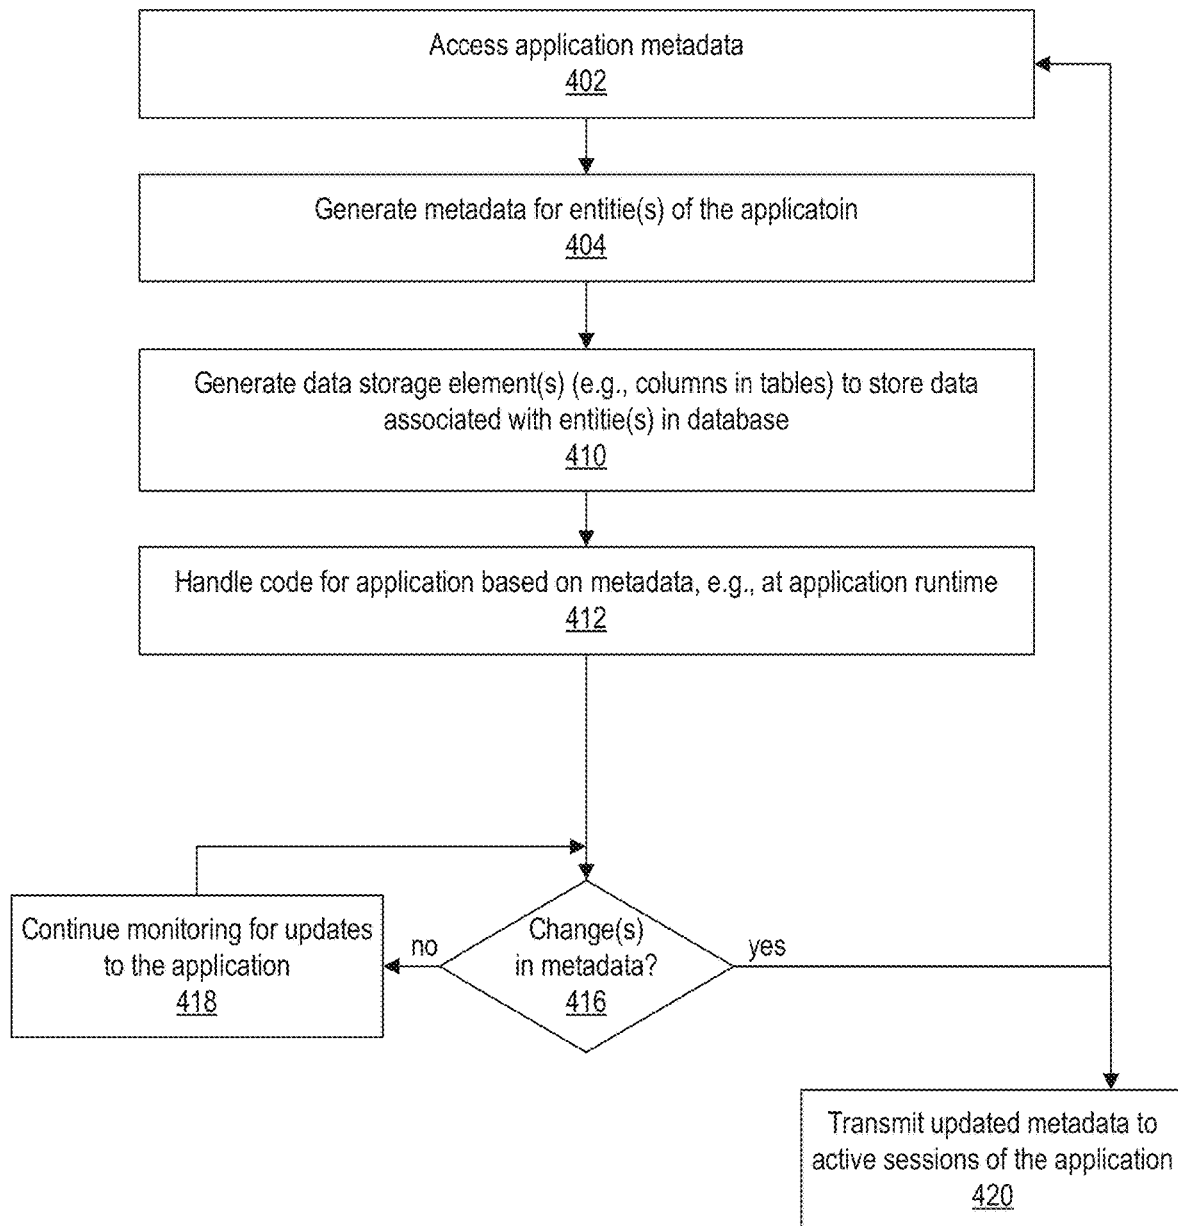 Access application metadata
402
Generate metadata for entitie(s) of the applicatoin
404
Generate data storage element(s) (e.g., columns in tables) to store data
associated with entitie(s) in database
410
Handle code for application based on metadata, e.g., at application runtime
412
Continue monitoring for updates
to the application
418
no
Change(s)
in metadata?
416
yes
Transmit updated metadata to
active sessions of the application
420